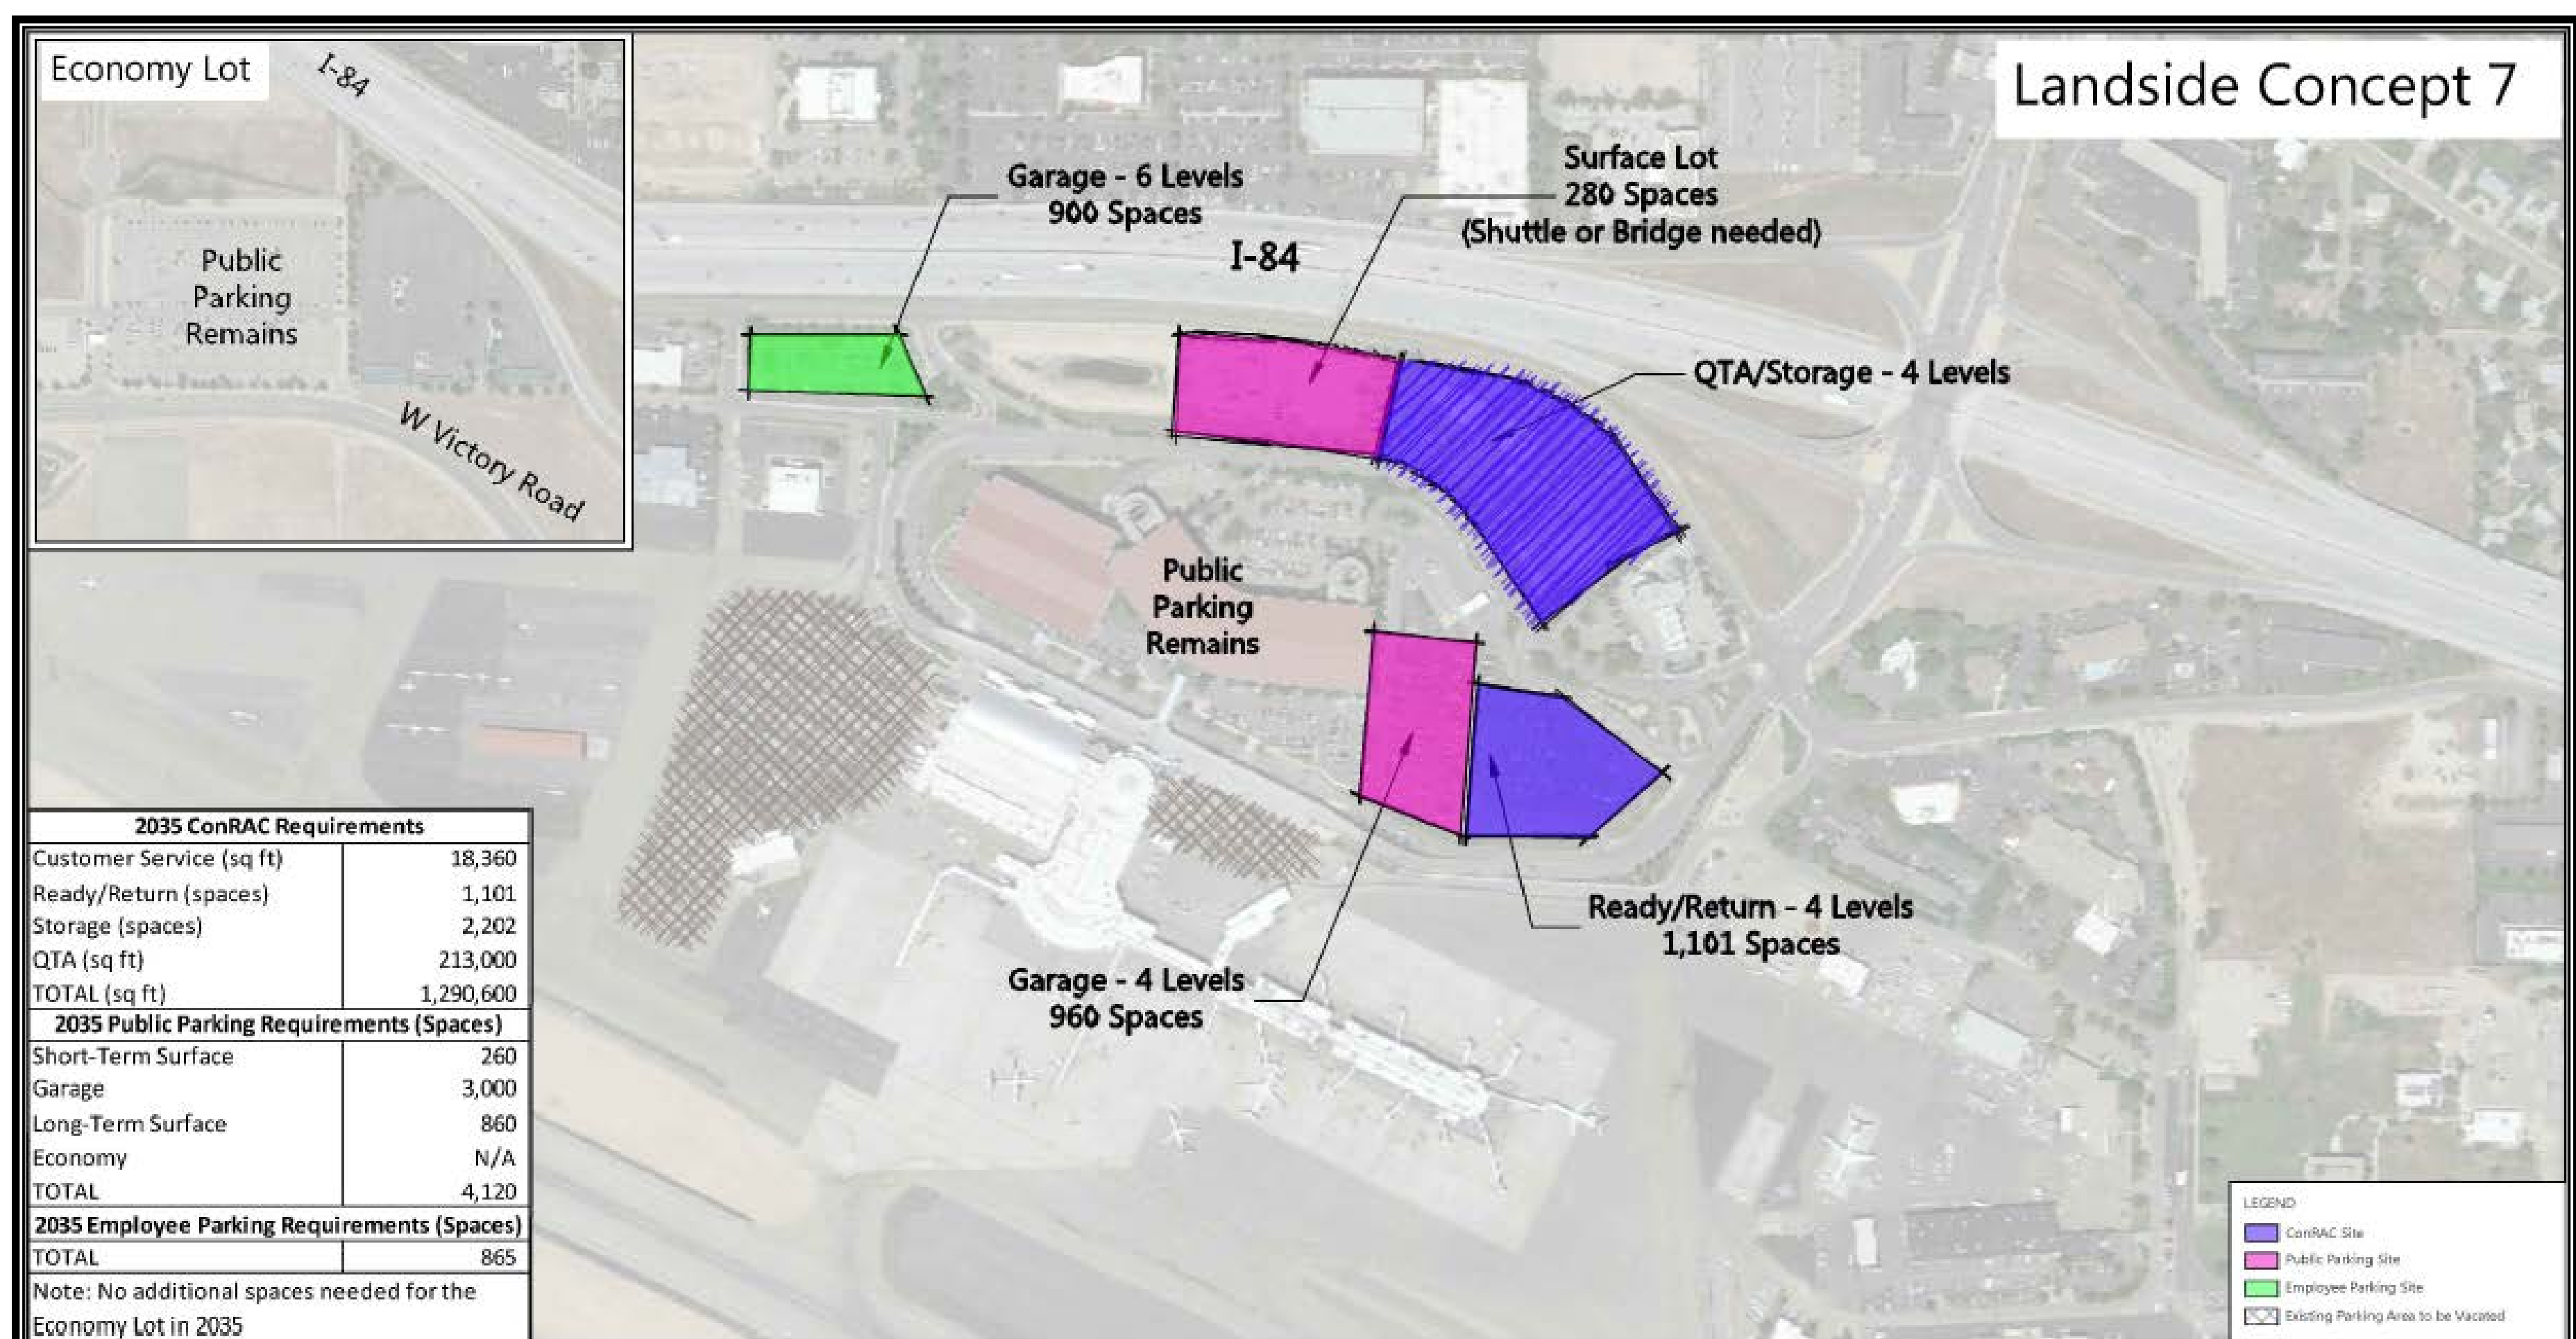 Economy Lot
I-84
Public
Parking
Remains
W Victory Road
Landside Concept 7
Garage - 6 Levels
900 Spaces
Surface Lot
280 Spaces
(Shuttle or Bridge needed)
I-84
QTA/Storage - 4 Levels
Public
Parking
Remains
Ready/Return - 4 Levels
1,101 Spaces
Garage - 4 Levels
960 Spaces
2035 ConRAC Requirements
Customer Service (sq ft) 18,360
Ready/Return (spaces) 1,101
Storage (spaces) 2,202
QTA (sq ft) 213,000
TOTAL (sq ft) 1,290,600
2035 Public Parking Requirements (Spaces)
Short-Term Surface 260
Garage 3,000
Long-Term Surface 860
Economy N/A
TOTAL 4,120
2035 Employee Parking Requirements (Spaces)
TOTAL 865
Note: No additional spaces needed for the
Economy Lot in 2035
LEGEND
ConRAC Site
Public Parking Site
Employee Parking Site
Existing Parking Area to be Vacated